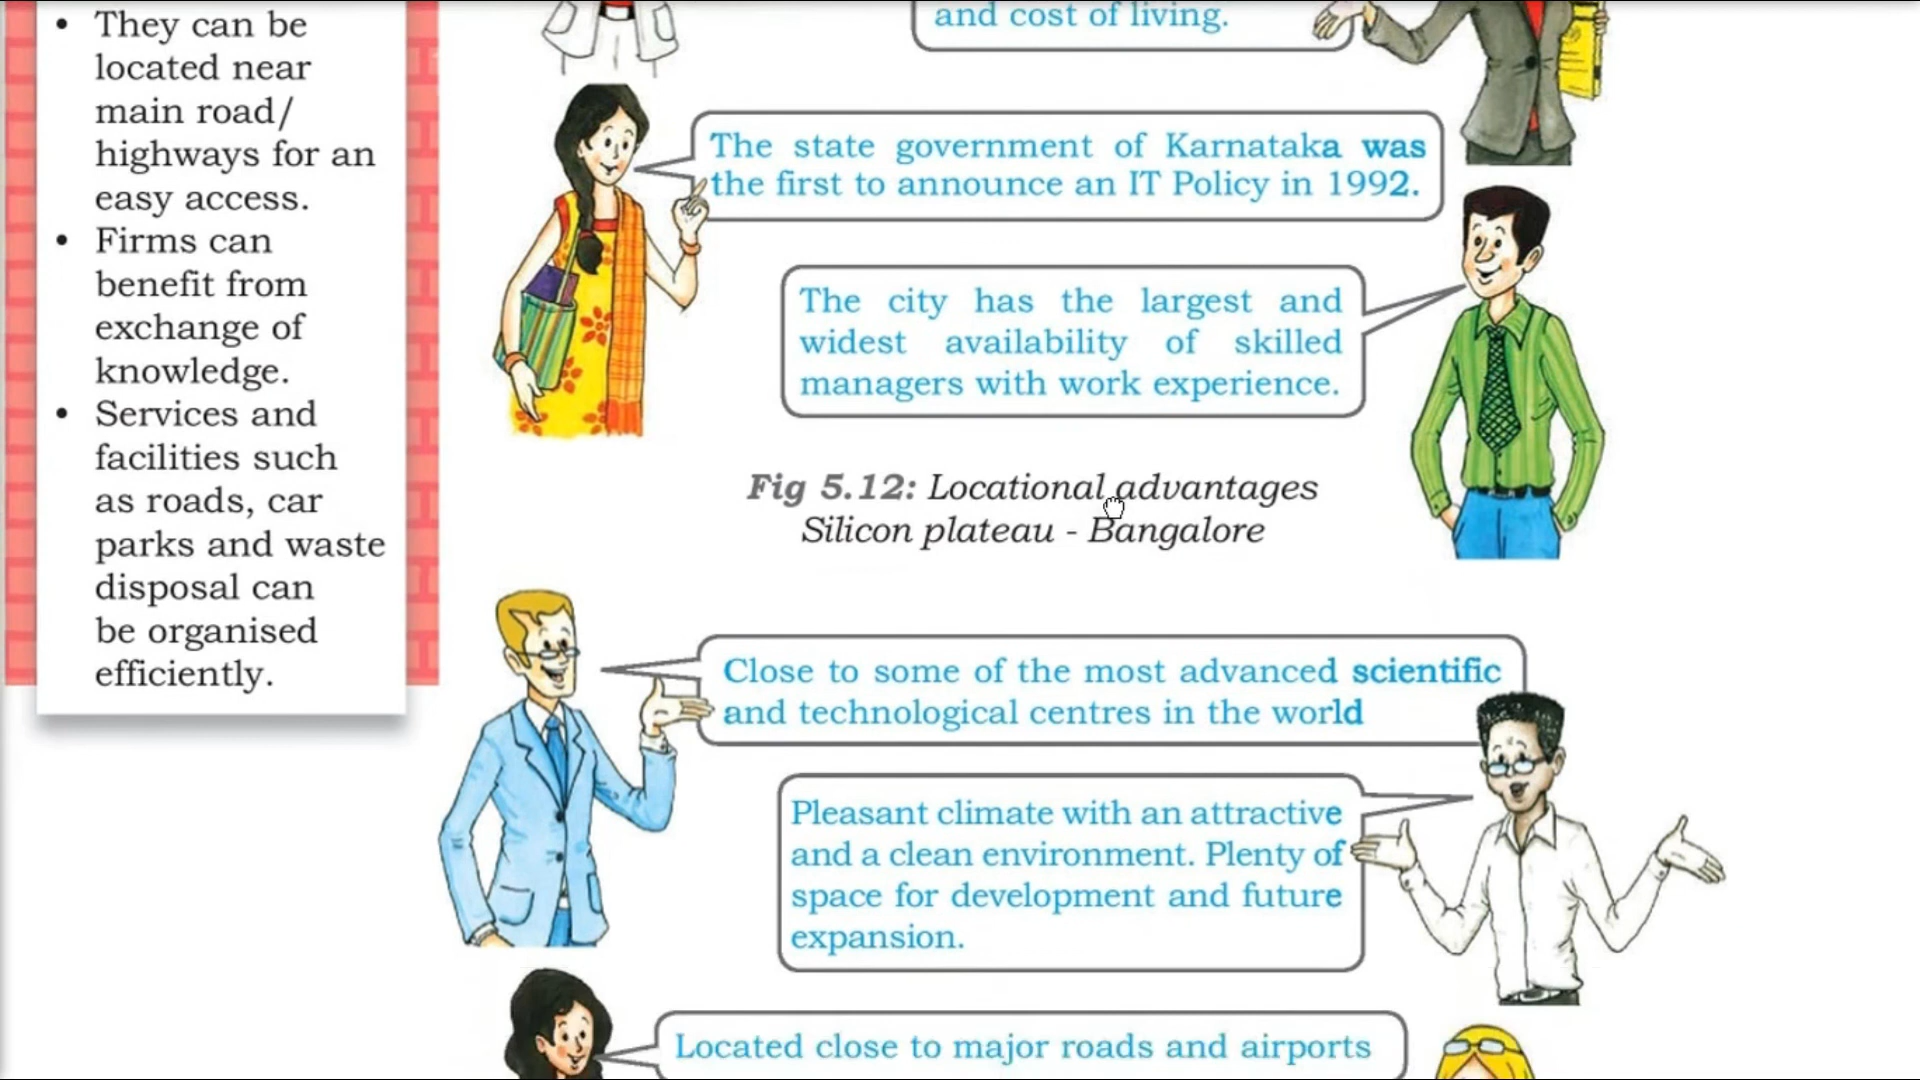 • They can be
located near
main road/
highways for an
easy access.
• Firms can
benefit from
exchange of
knowledge.
• Services and
facilities such
as roads, car
parks and waste
disposal can
be organised
efficiently.
and cost of living.
The state government of Karnataka was
the first to announce an IT Policy in 1992.
The city has the largest and
widest availability of skilled
managers with work experience.
Fig 5.12: Locational advantages
Silicon plateau - Bangalore
Close to some of the most advanced scientific
and technological centres in the world
Pleasant climate with an attractive
and a clean environment. Plenty of
space for development and future
expansion.
Located close to major roads and airports